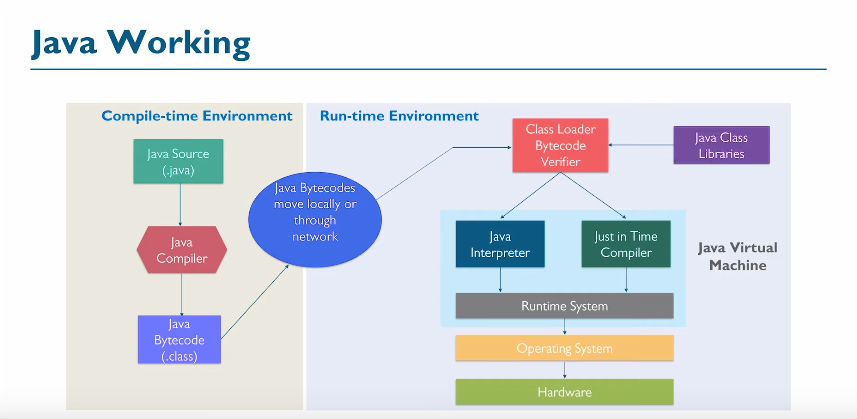 Java Working
Compile-time Environment
Run-time Environment
Java Source
(.java)
Java
Compiler
Java
Bytecode
(.class)
Java Bytecodes
move locally or
through
network
Class Loader
Bytecode
Verifier
Java Class
Libraries
Java
Interpreter
Just in Time
Compiler
Java Virtual
Machine
Runtime System
Operating System
Hardware